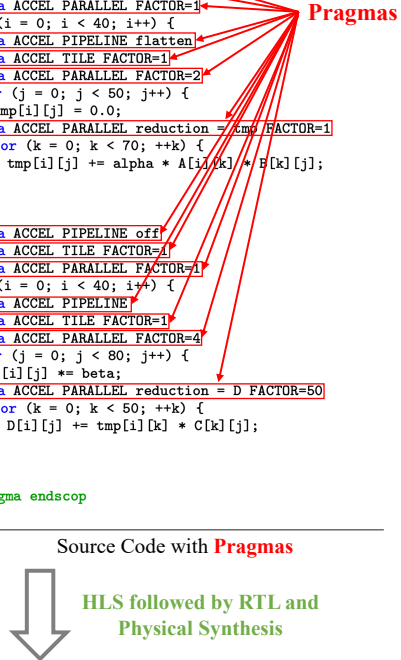 a ACCEL PARALLEL FACTOR=1
Pragmas
(i = 0; i < 40; i++) {
a ACCEL PIPELINE flatten
a ACCEL TILE FACTOR=1
a ACCEL PARALLEL FACTOR=2
r (j = 0; j < 50; j++) {
mp[i][j] = 0.0;
a ACCEL PARALLEL reduction = tmp FACTOR=1
or (k = 0; k < 70; ++k) {
tmp[i][j] += alpha * A[i][k] * B[k][j];
a ACCEL PIPELINE off
a ACCEL TILE FACTOR=1
a ACCEL PARALLEL FACTOR=1
(i = 0; i < 40; i++) {
a ACCEL PIPELINE
a ACCEL TILE FACTOR=1
a ACCEL PARALLEL FACTOR=4
r (j = 0; j < 80; j++) {
[i][j] *= beta;
a ACCEL PARALLEL reduction = D FACTOR=50
or (k = 0; k < 50; ++k) {
D[i][j] += tmp[i][k] * C[k][j];
gma endscop
Source Code with Pragmas
HLS followed by RTL and
Physical Synthesis